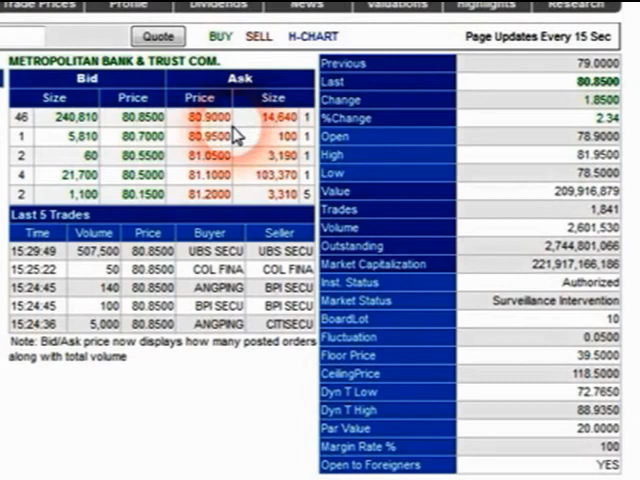 Trade Prices Profile Dividends News Valuations Highlights Research
Quote BUY SELL H-CHART Page Updates Every 15 Sec
METROPOLITAN BANK & TRUST COM.
Bid Ask
Size Price Price Size
46 240,810 80.8500 80.9000 14,640 1
1 5,810 80.7000 80.9500 100 1
2 60 80.5500 81.0500 3,190 1
4 21,700 80.5000 81.1000 103,370 1
2 1,100 80.1500 81.2000 3,310 5
Last 5 Trades
Time Volume Price Buyer Seller
15:29:49 507,500 80.8500 UBS SECU UBS SECU
15:25:22 50 80.8500 COL FINA COL FINA
15:24:45 140 80.8500 ANGPING BPI SECU
15:24:45 100 80.8500 BPI SECU BPI SECU
15:24:36 5,000 80.8500 ANGPING CITISECU
Note: Bid/Ask price now displays how many posted orders
along with total volume
Previous 79.0000
Last 80.8500
Change 1.8500
%Change 2.34
Open 78.9000
High 81.9500
Low 78.5000
Value 209,916,879
Trades 1,841
Volume 2,601,530
Outstanding 2,744,801,066
Market Capitalization 221,917,166,186
Inst. Status Authorized
Market Status Surveillance Intervention
BoardLot 10
Fluctuation 0.0500
Floor Price 39.5000
CeilingPrice 118.5000
Dyn T Low 72.7650
Dyn T High 88.9350
Par Value 20.0000
Margin Rate % 100
Open to Foreigners YES